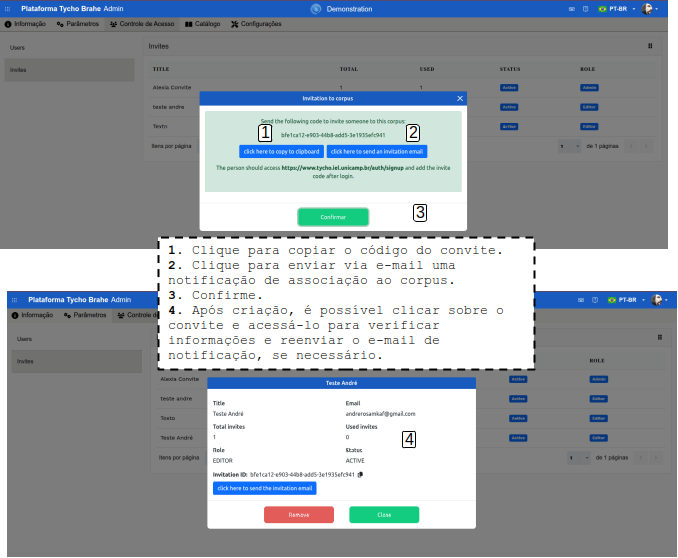 Plataforma Tycho Brahe Admin
Demonstration
PT-BR
Informação
Parâmetros
Controle de Acesso
Catálogo
Configurações
Users
Invites
Invites
TITLE TOTAL USED STATUS ROLE
Alexia Convite 1 1 Active Admin
teste andre Active Editor
Texto Active Editor
Itens por página 1 de 1 páginas
Invitation to corpus
Send the following code to invite someone to this corpus:
1
2
bfe1ca12-e903-44b8-add5-3e1935efc941
click here to copy to clipboard click here to send an invitation email
The person should access https://www.tycho.iel.unicamp.br/auth/signup and add the invite
code after login.
Confirmar
3
1. Clique para copiar o código do convite.
2. Clique para enviar via e-mail uma
notificação de associação ao corpus.
3. Confirme.
4. Após criação, é possível clicar sobre o
convite e acessá-lo para verificar
informações e reenviar o e-mail de
notificação, se necessário.
Plataforma Tycho Brahe Admin
PT-BR
Informação
Parâmetros
Controle d
Users
Invites
ROLE
Alexia Convite Active Admin
teste andre Active Editor
Texto Active Editor
Teste André Active Editor
Itens por página 1 de 1 páginas
Teste André
Title Email
Teste André andrerosamkaf@gmail.com
Total invites Used invites
1 0
4
Role Status
EDITOR ACTIVE
Invitation ID: bfe1ca12-e903-44b8-add5-3e1935efc941
click here to send the invitation email
Remove Close